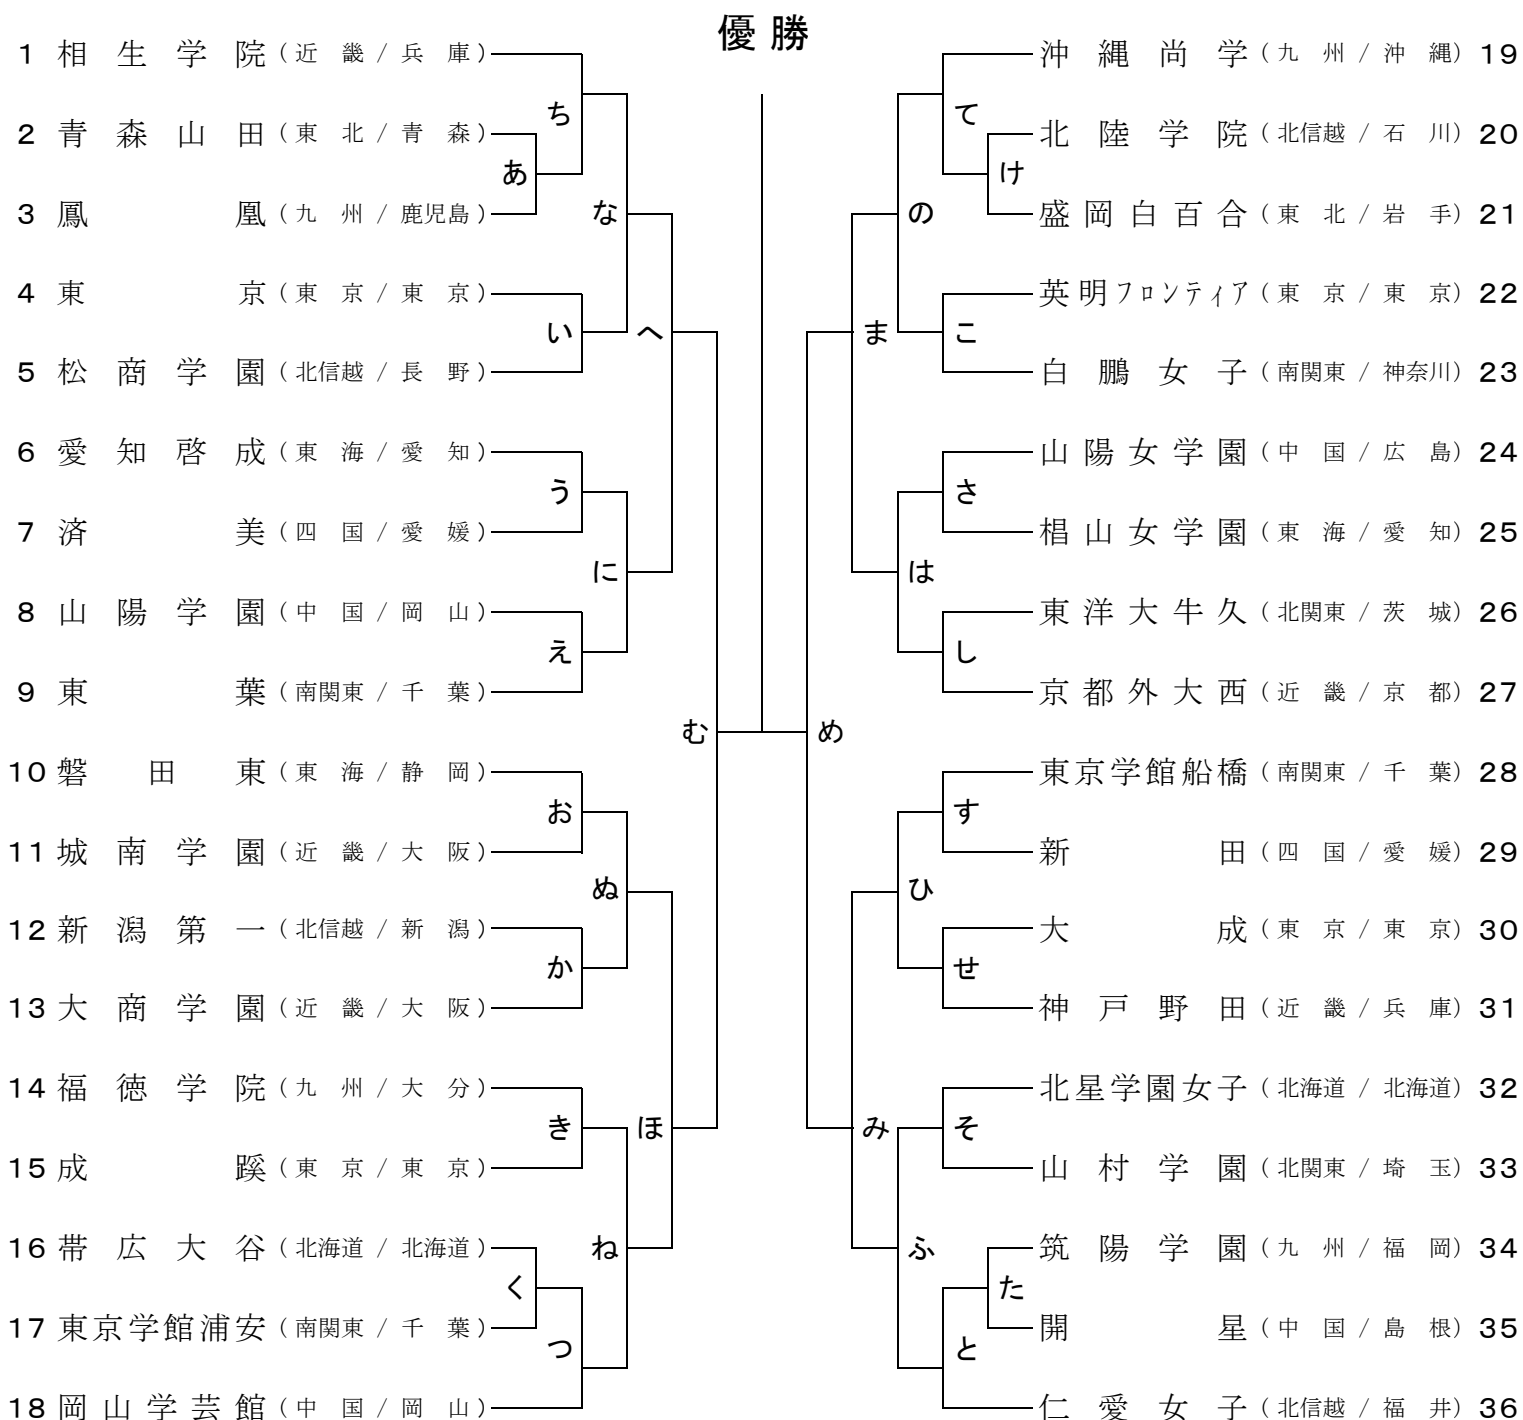 優勝
1 相生学院(近畿/兵庫)
ち
2 青森山田(東北/青森)
あ
3 鳳凰(九州/鹿児島)
な
4 東京(東京/東京)
い
へ
5 松商学園(北信越/長野)
6 愛知啓成(東海/愛知)
う
7 済美(四国/愛媛)
に
8 山陽学園(中国/岡山)
え
9 東葉(南関東/千葉)
む
10 磐田東(東海/静岡)
お
11 城南学園(近畿/大阪)
ぬ
12 新潟第一(北信越/新潟)
か
13 大商学園(近畿/大阪)
14 福徳学院(九州/大分)
き
ほ
15 成蹊(東京/東京)
16 帯広大谷(北海道/北海道)
ね
く
17 東京学館浦安(南関東/千葉)
つ
18 岡山学芸館(中国/岡山)
沖縄尚学(九州/沖縄) 19
て
北陸学院(北信越/石川) 20
け
の
盛岡白百合(東北/岩手) 21
英明フロンティア(東京/東京) 22
ま
こ
白鵬女子(南関東/神奈川) 23
山陽女学園(中国/広島) 24
さ
椙山女学園(東海/愛知) 25
は
東洋大牛久(北関東/茨城) 26
し
京都外大西(近畿/京都) 27
め
東京学館船橋(南関東/千葉) 28
す
新田(四国/愛媛) 29
ひ
大成(東京/東京) 30
せ
神戸野田(近畿/兵庫) 31
北星学園女子(北海道/北海道) 32
み
そ
山村学園(北関東/埼玉) 33
ふ
筑陽学園(九州/福岡) 34
た
開星(中国/島根) 35
と
仁愛女子(北信越/福井) 36